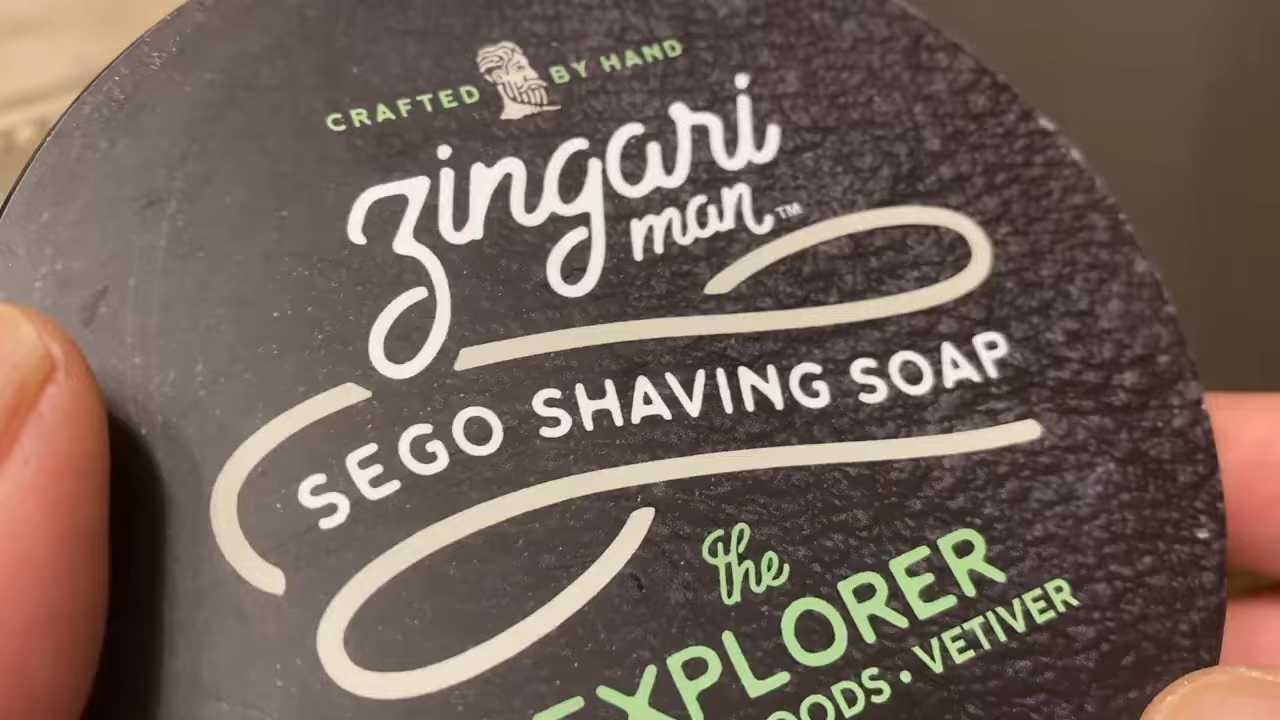 CRAFTED BY HAND
zingari
man™
SEGO SHAVING SOAP
the
EXPLORER
VETIVER